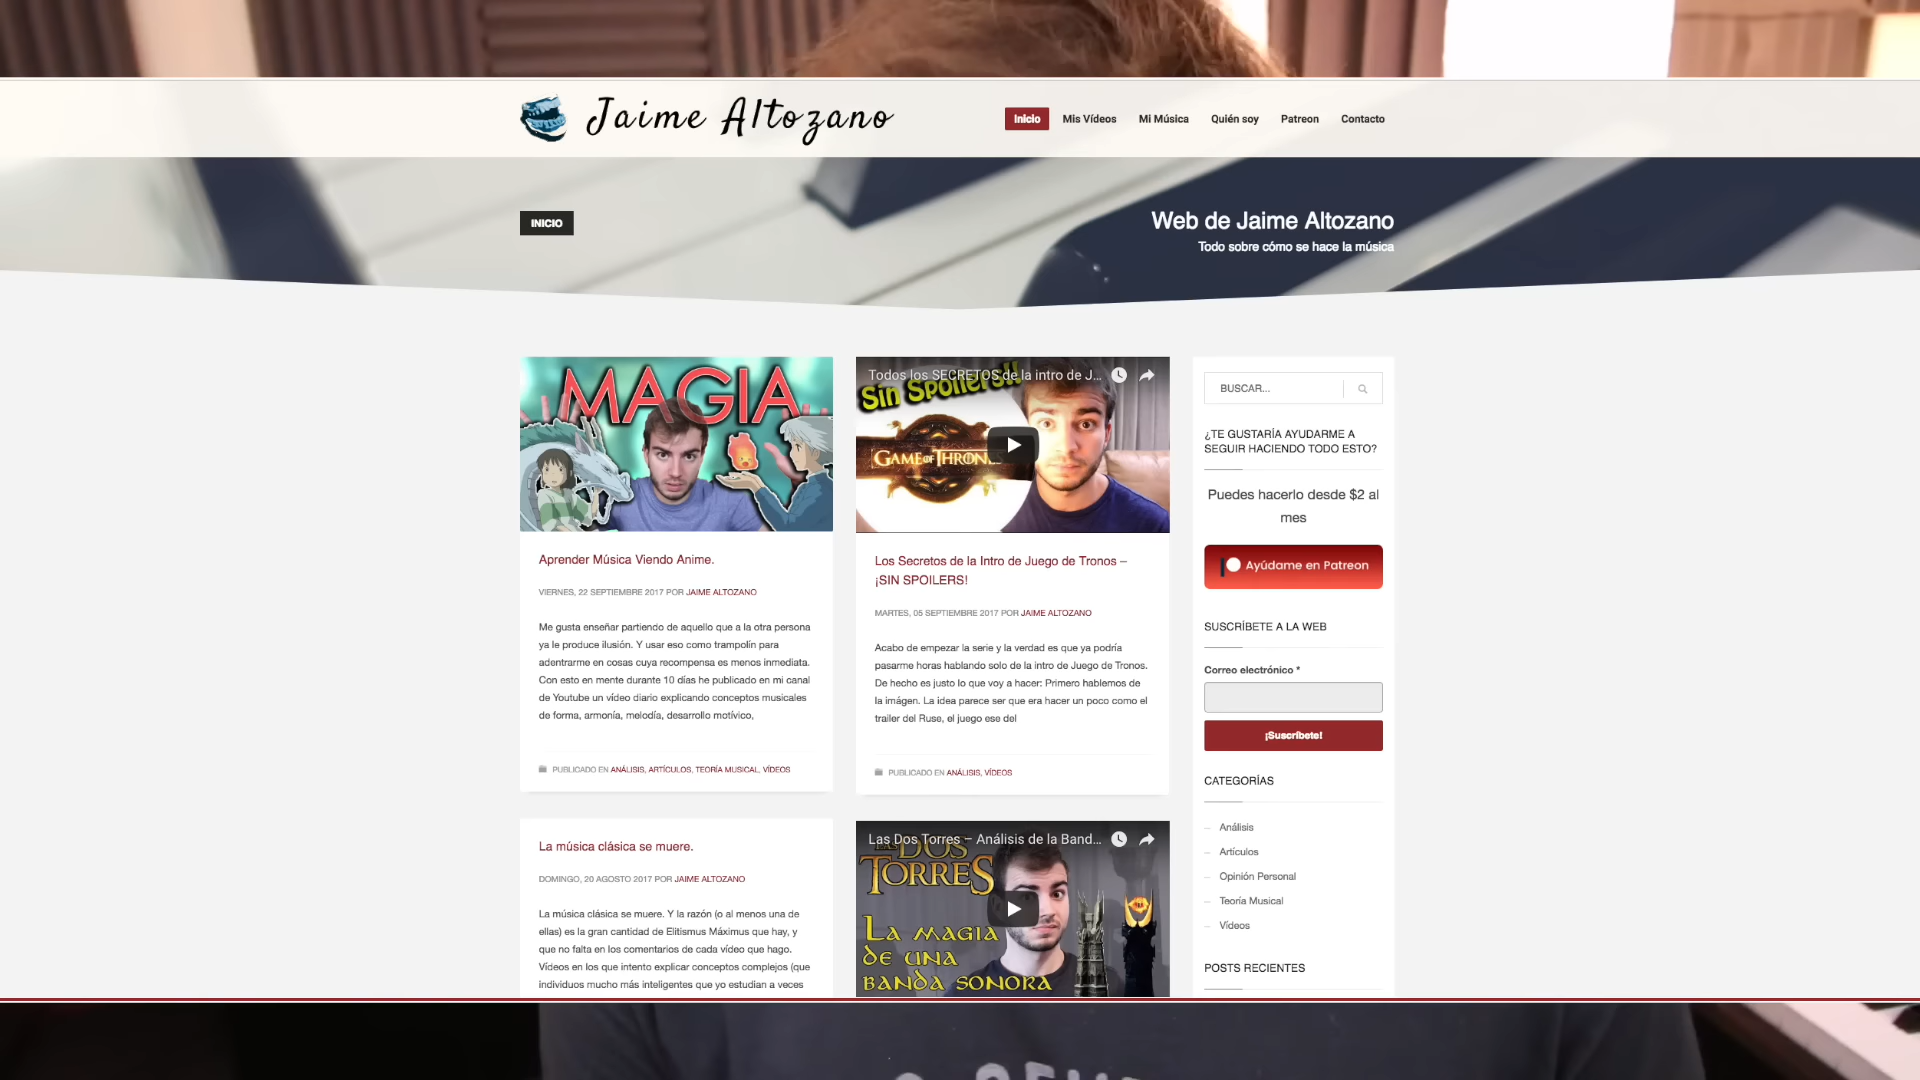 Jaime Altozano
Inicio
Mis Vídeos
Mi Música
Quién soy
Patreon
Contacto
INICIO
Web de Jaime Altozano
Todo sobre cómo se hace la música
MAGIA
Aprender Música Viendo Anime.
VIERNES, 22 SEPTIEMBRE 2017 POR JAIME ALTOZANO
Me gusta enseñar partiendo de aquello que a la otra persona
ya le produce ilusión. Y usar eso como trampolín para
adentrarme en cosas cuya recompensa es menos inmediata.
Con esto en mente durante 10 días he publicado en mi canal
de Youtube un vídeo diario explicando conceptos musicales
de forma, armonía, melodía, desarrollo motívico,
PUBLICADO EN ANÁLISIS, ARTÍCULOS, TEORÍA MUSICAL, VÍDEOS
La música clásica se muere.
DOMINGO, 20 AGOSTO 2017 POR JAIME ALTOZANO
La música clásica se muere. Y la razón (o al menos una de
ellas) es la gran cantidad de Elitismus Máximus que hay, y
que no falta en los comentarios de cada vídeo que hago.
Vídeos en los que intento explicar conceptos complejos (que
individuos mucho más inteligentes que yo estudian a veces
Todos los SECRETOS de la intro de J...
Sin Spoilers!!
GAME OF THRONES
Los Secretos de la Intro de Juego de Tronos –
¡SIN SPOILERS!
MARTES, 05 SEPTIEMBRE 2017 POR JAIME ALTOZANO
Acabo de empezar la serie y la verdad es que ya podría
pasarme horas hablando solo de la intro de Juego de Tronos.
De hecho es justo lo que voy a hacer: Primero hablemos de
la imágen. La idea parece ser que era hacer un poco como el
trailer del Ruse, el juego ese del
PUBLICADO EN ANÁLISIS, VÍDEOS
Las Dos Torres – Análisis de la Band...
LAS DOS
TORRES
LA MAGIA
DE UNA
BANDA SONORA
BUSCAR...
¿TE GUSTARÍA AYUDARME A
SEGUIR HACIENDO TODO ESTO?
Puedes hacerlo desde $2 al
mes
Ayúdame en Patreon
SUSCRÍBETE A LA WEB
Correo electrónico *
¡Suscríbete!
CATEGORÍAS
Análisis
Artículos
Opinión Personal
Teoría Musical
Vídeos
POSTS RECIENTES